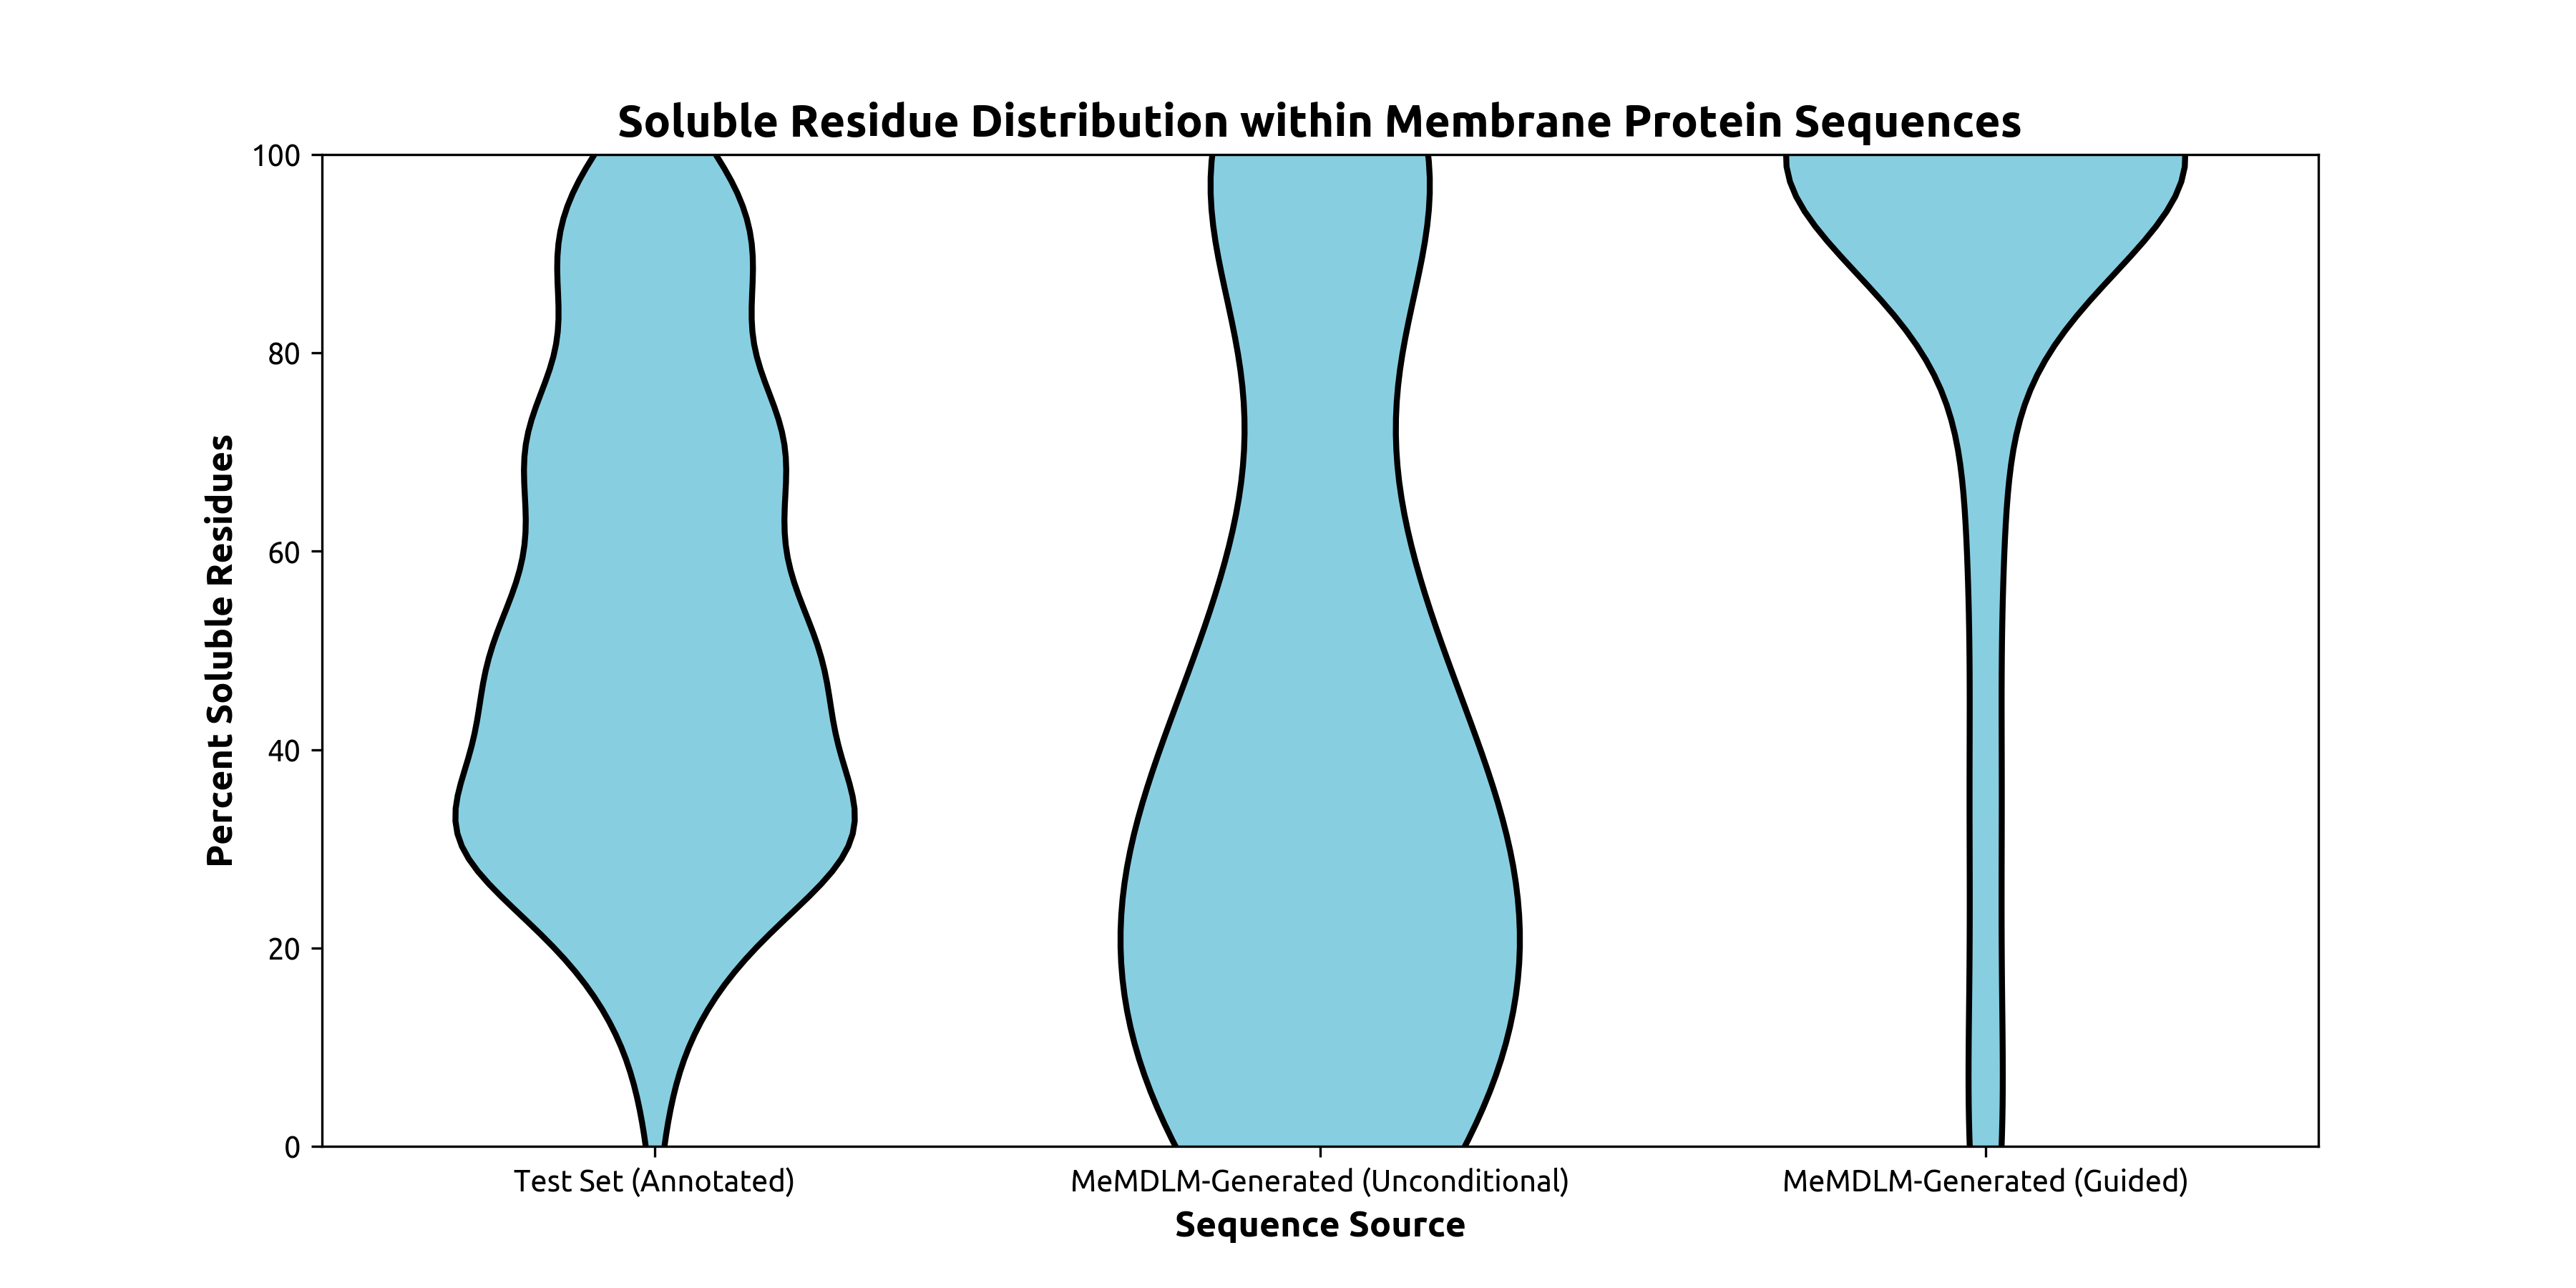 Soluble Residue Distribution within Membrane Protein Sequences
Percent Soluble Residues
100
80
60
40
20
0
Test Set (Annotated)
MeMDLM-Generated (Unconditional)
MeMDLM-Generated (Guided)
Sequence Source